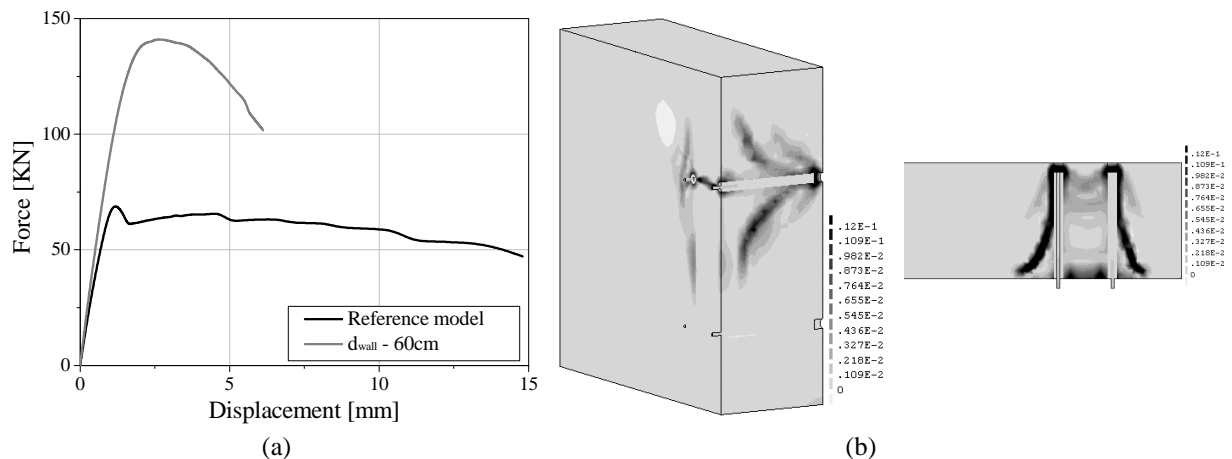 150
100
50
0
Force [KN]
0
5
10
15
Displacement [mm]
Reference model
dwall - 60cm
(a)
.12E-1
.109E-1
.982E-2
.873E-2
.764E-2
.655E-2
.545E-2
.436E-2
.327E-2
.218E-2
.109E-2
0
.12E-1
.109E-1
.982E-2
.873E-2
.764E-2
.655E-2
.545E-2
.436E-2
.327E-2
.218E-2
.109E-2
0
(b)